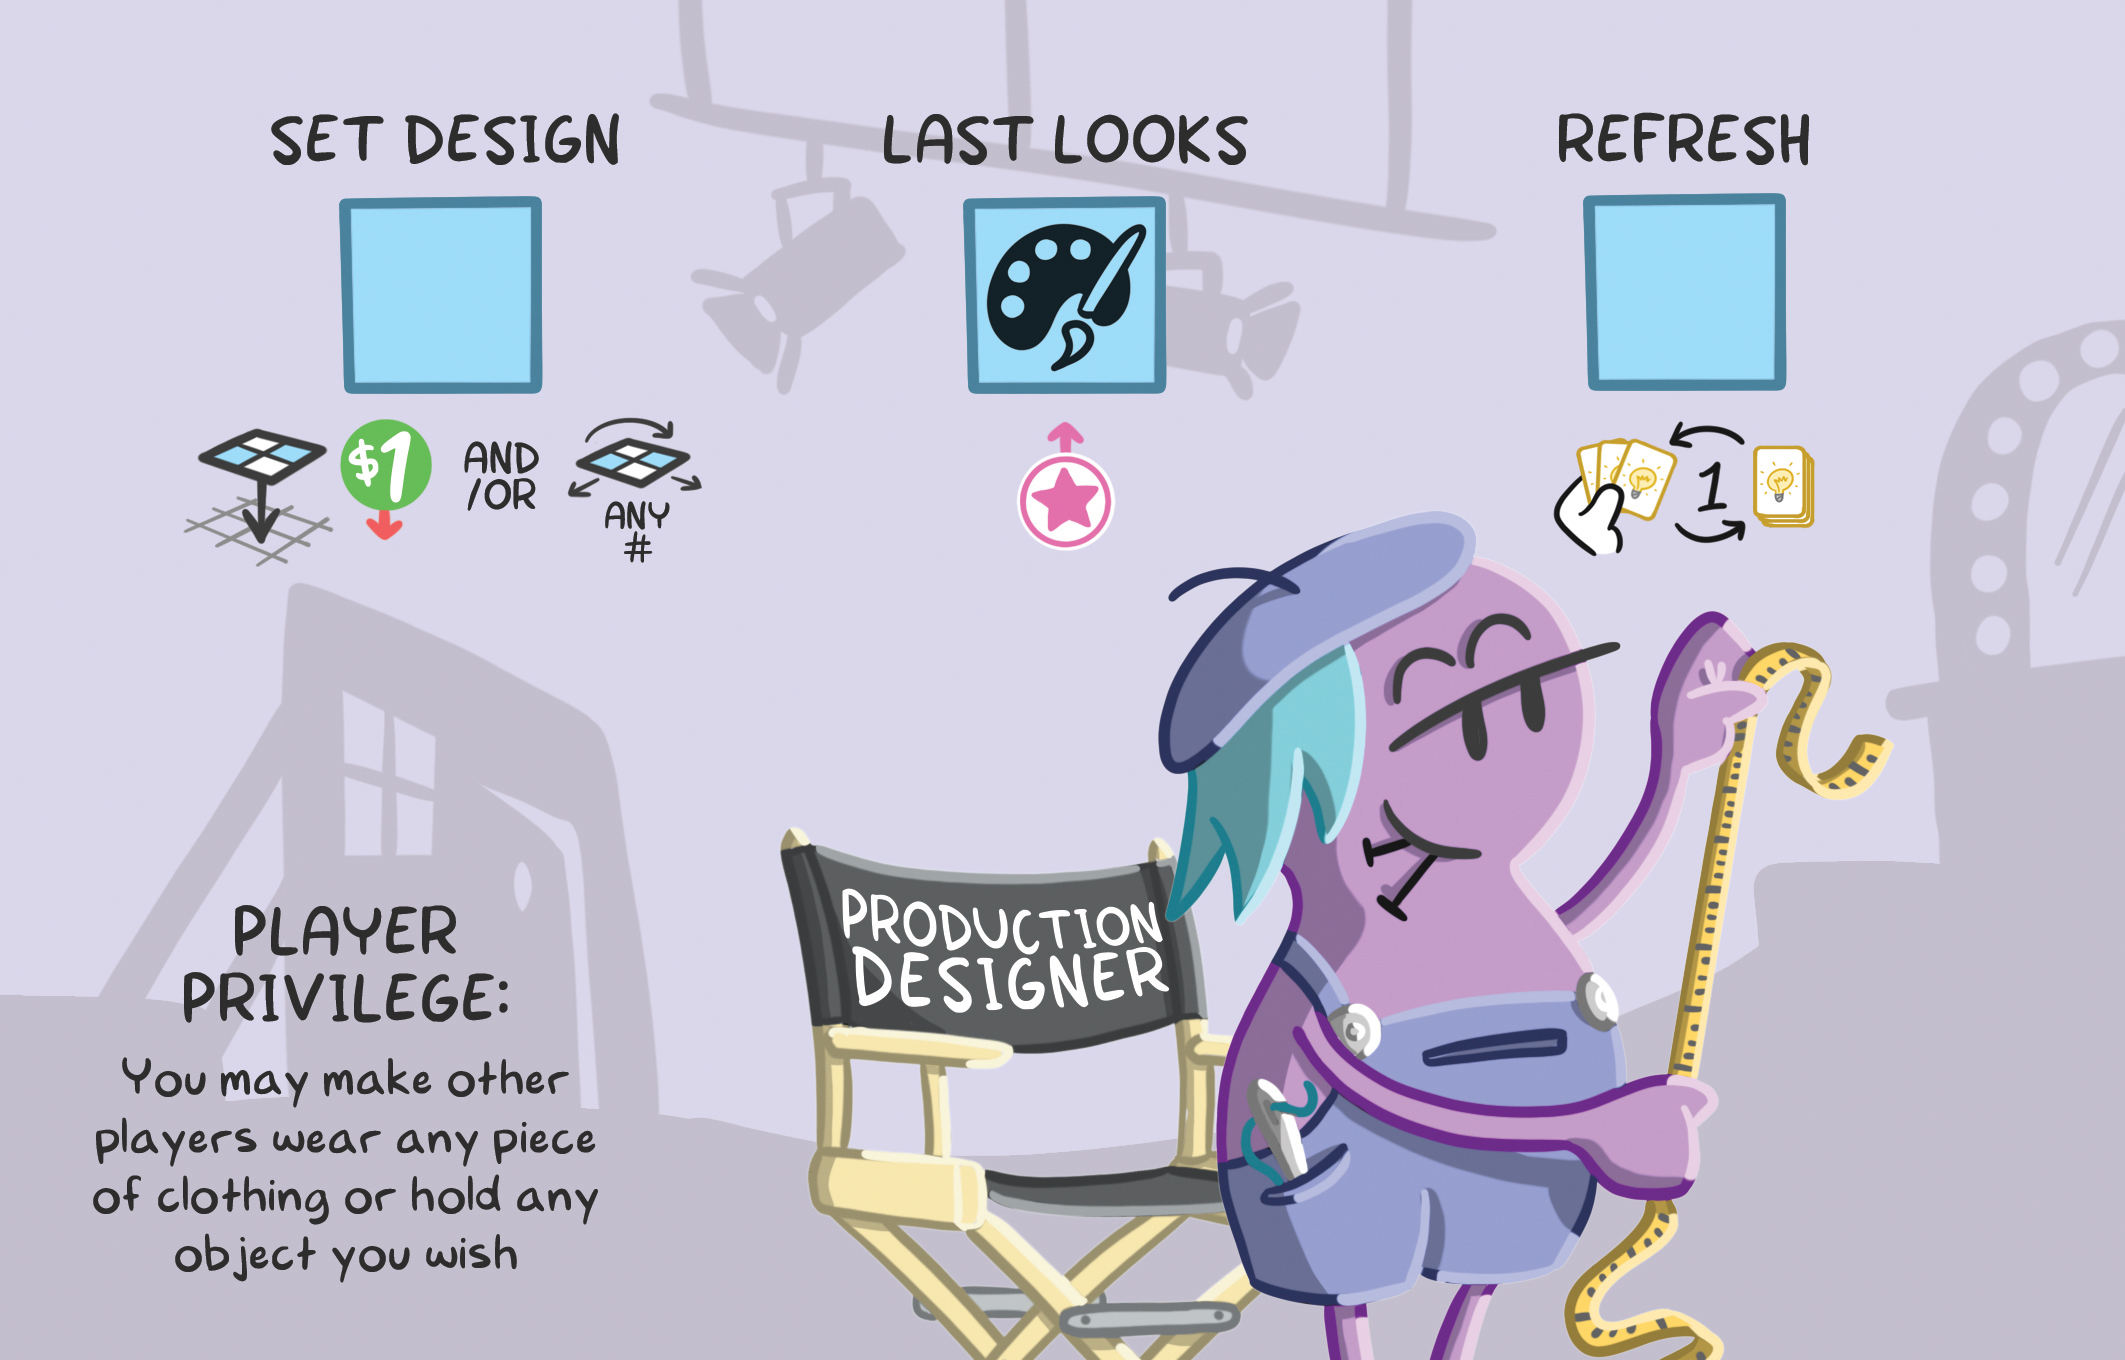 SET DESIGN
LAST LOOKS
REFRESH
$1
AND
/OR
ANY
#
1
PLAYER
PRIVILEGE:
You may make other
players wear any piece
of clothing or hold any
object you wish
PRODUCTION
DESIGNER